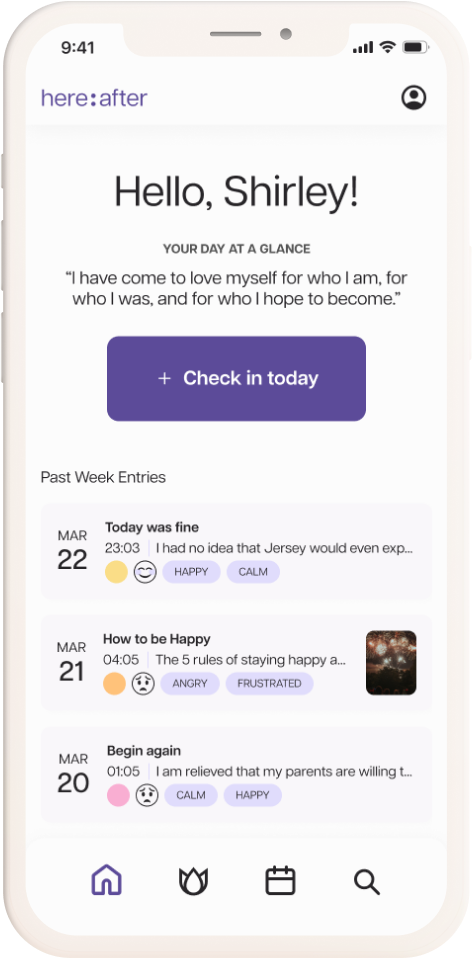 9:41
here:after
Hello, Shirley!
YOUR DAY AT A GLANCE
“I have come to love myself for who I am, for
who I was, and for who I hope to become.”
+ Check in today
Past Week Entries
MAR
22
Today was fine
23:03 | I had no idea that Jersey would even exp...
HAPPY CALM
MAR
21
How to be Happy
04:05 | The 5 rules of staying happy a...
ANGRY FRUSTRATED
MAR
20
Begin again
01:05 | I am relieved that my parents are willing t...
CALM HAPPY